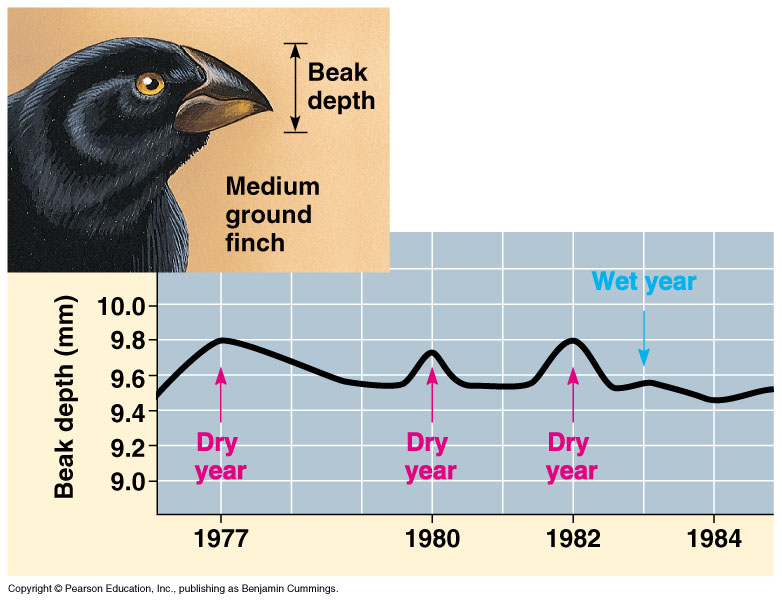 Beak
depth
Medium
ground
finch
Wet year
Beak depth (mm)
10.0
9.8
9.6
9.4
9.2
9.0
Dry
year
Dry
year
Dry
year
1977
1980
1982
1984
Copyright © Pearson Education, Inc., publishing as Benjamin Cummings.